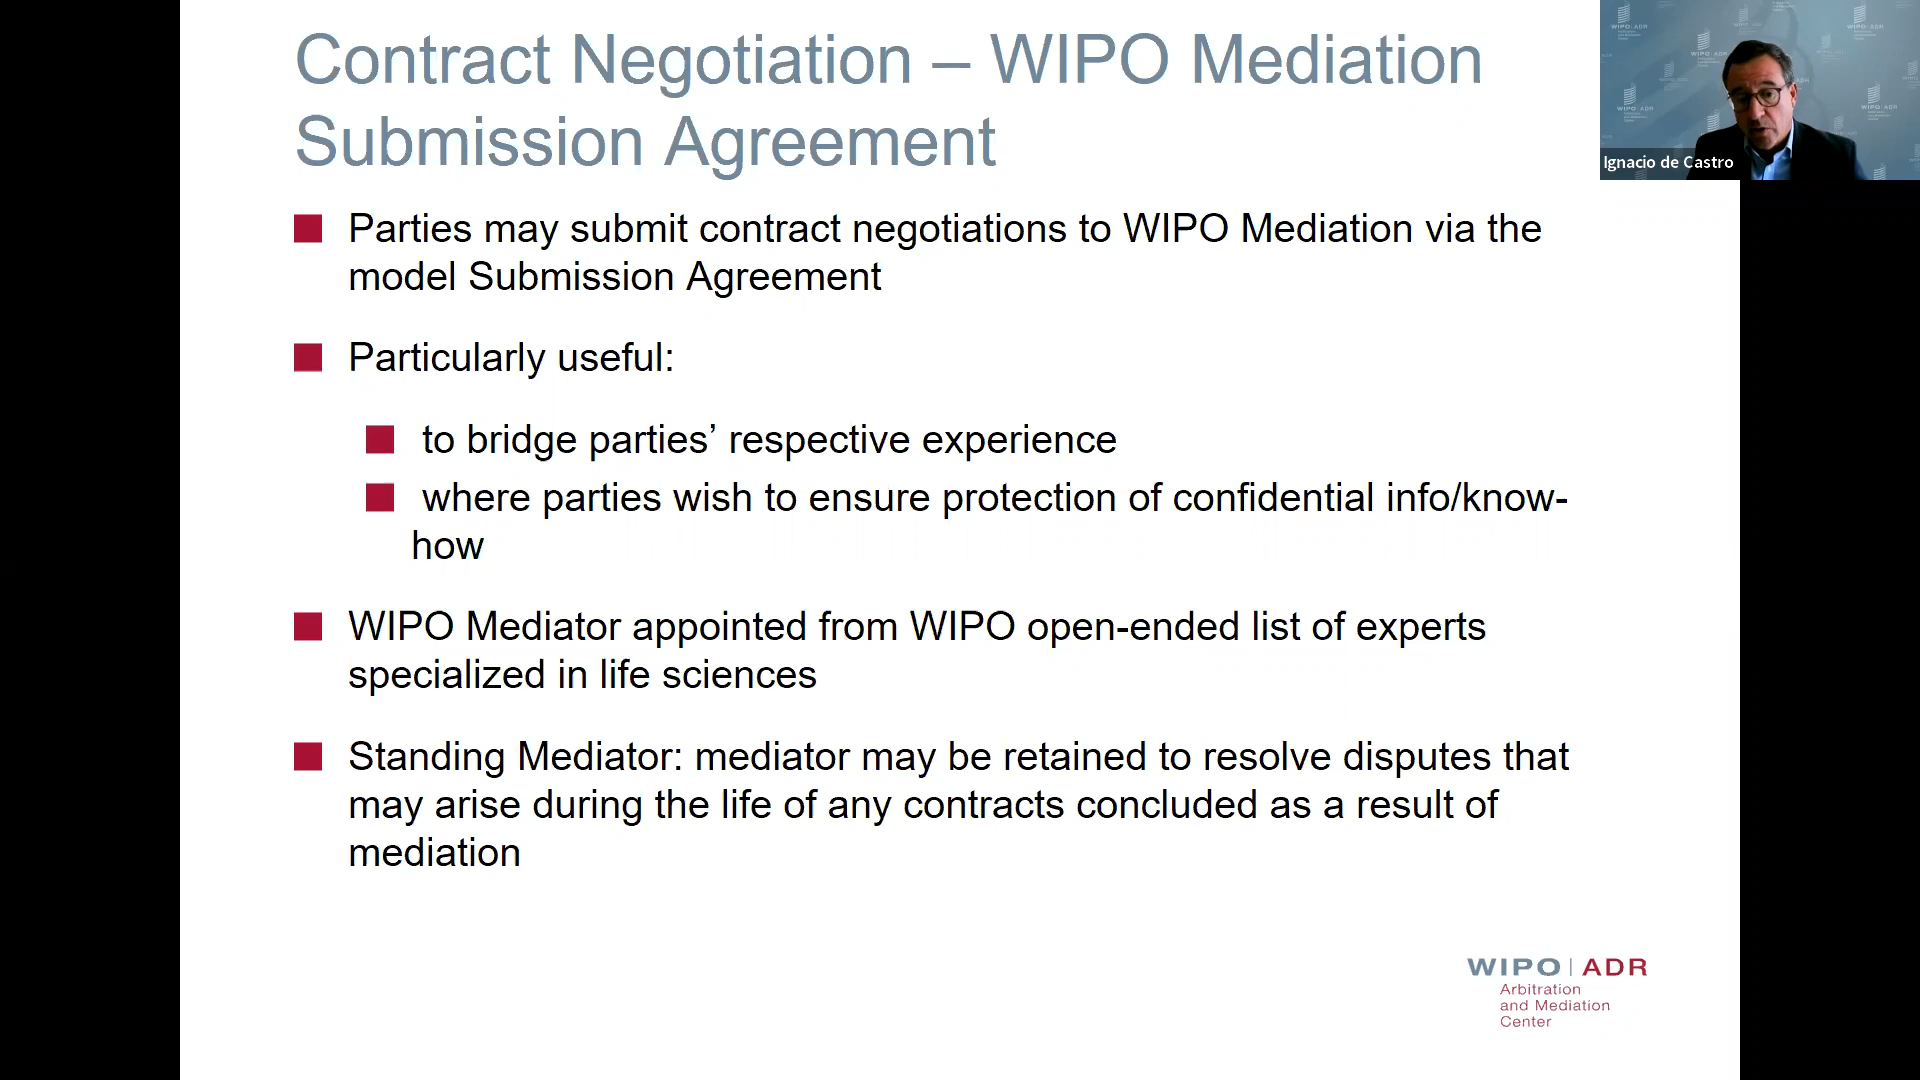 Contract Negotiation – WIPO Mediation
Submission Agreement
Parties may submit contract negotiations to WIPO Mediation via the
model Submission Agreement
Particularly useful:
to bridge parties’ respective experience
where parties wish to ensure protection of confidential info/know-
how
WIPO Mediator appointed from WIPO open-ended list of experts
specialized in life sciences
Standing Mediator: mediator may be retained to resolve disputes that
may arise during the life of any contracts concluded as a result of
mediation
WIPO | ADR
Arbitration
and Mediation
Center
Ignacio de Castro
WIPO | ADR